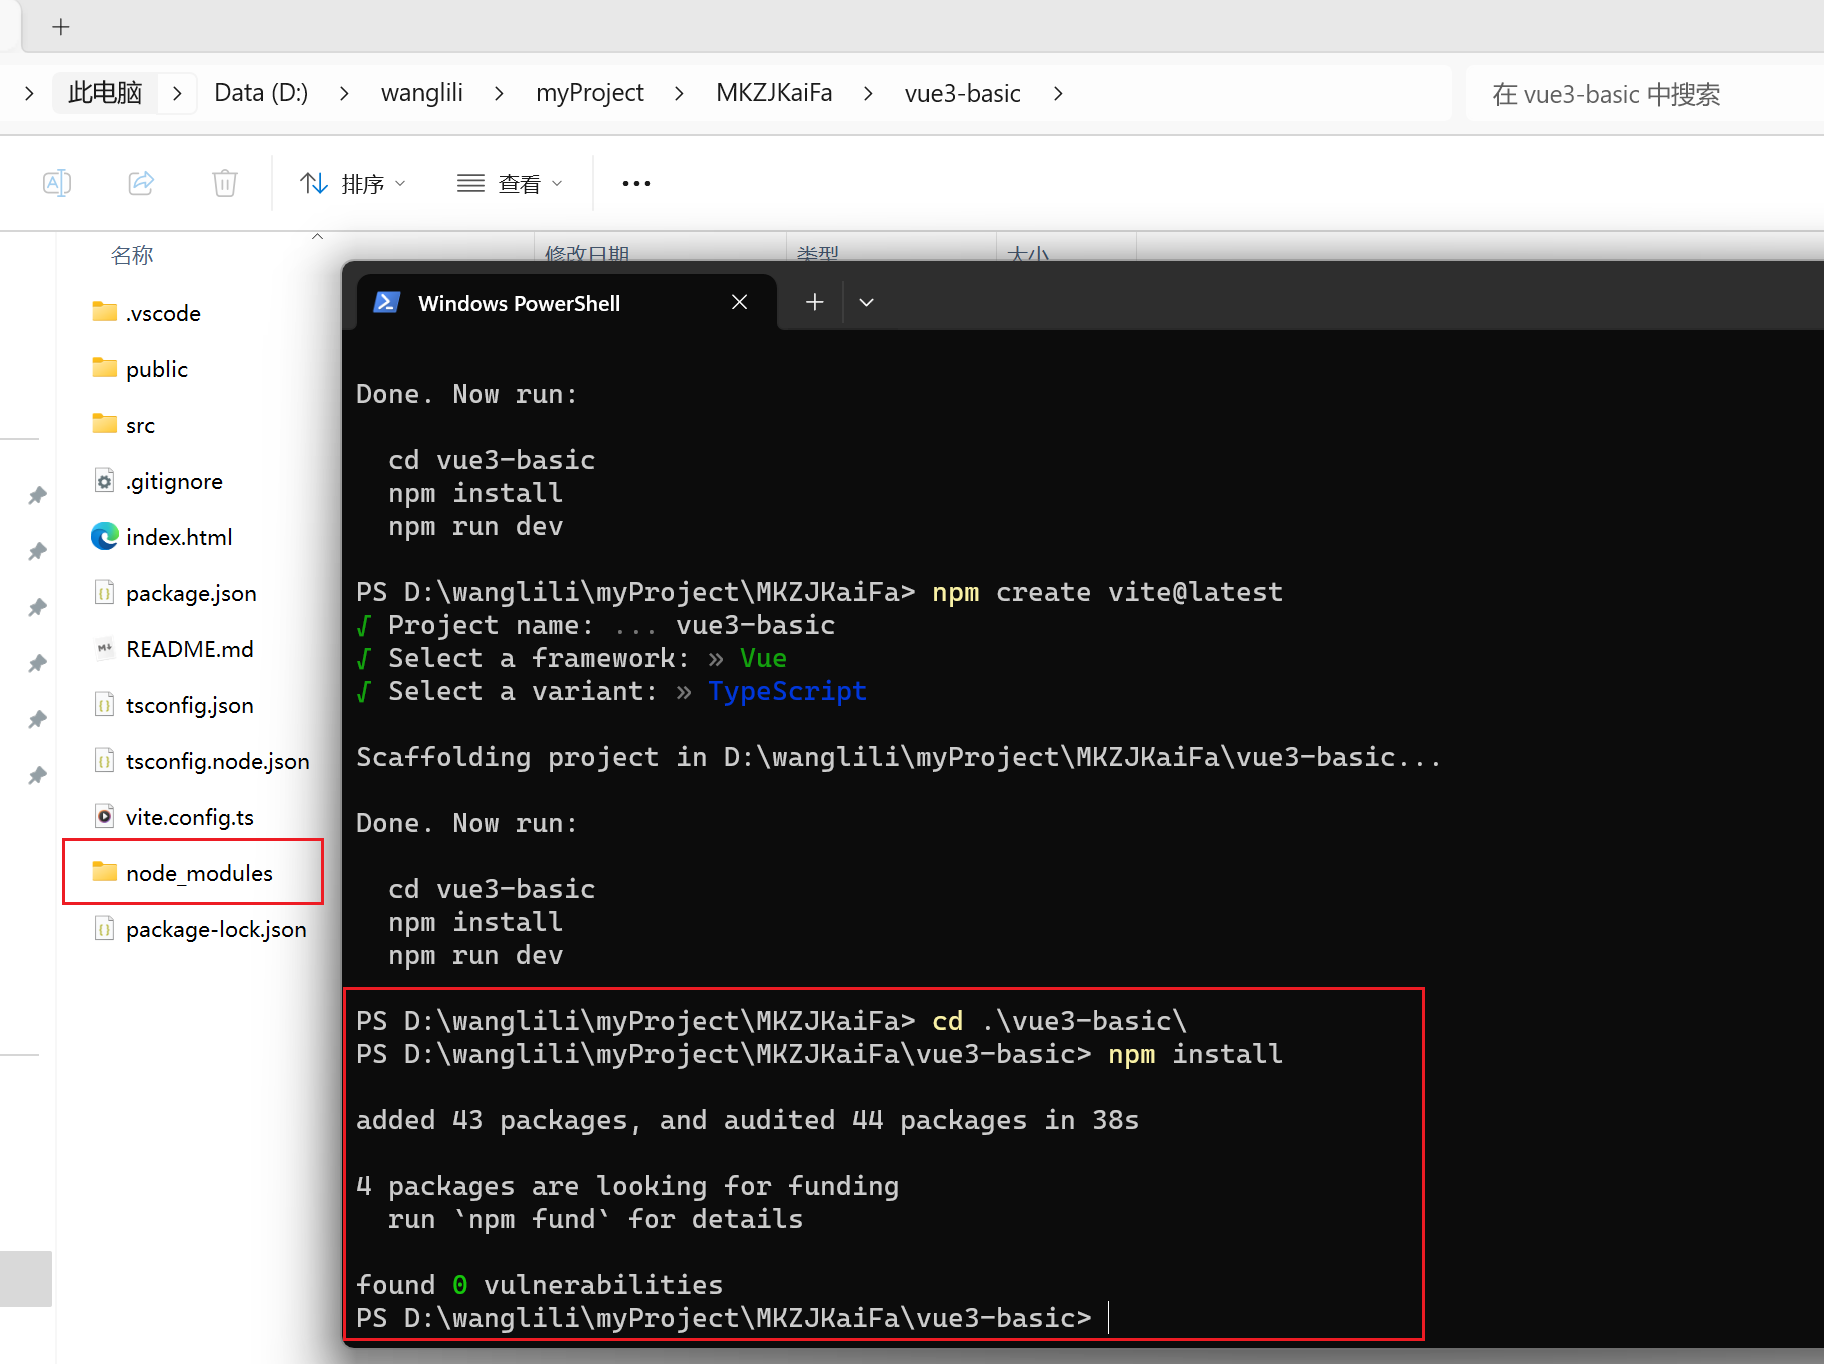 此电脑 Data (D:) wanglili myProject MKZJKaiFa vue3-basic
在 vue3-basic 中搜索
排序 查看
名称 修改日期 类型 大小
.vscode
public
src
.gitignore
index.html
package.json
README.md
tsconfig.json
tsconfig.node.json
vite.config.ts
node_modules
package-lock.json
Windows PowerShell
Done. Now run:
cd vue3-basic
npm install
npm run dev
PS D:\wanglili\myProject\MKZJKaiFa> npm create vite@latest
√ Project name: ... vue3-basic
√ Select a framework: » Vue
√ Select a variant: » TypeScript
Scaffolding project in D:\wanglili\myProject\MKZJKaiFa\vue3-basic...
Done. Now run:
cd vue3-basic
npm install
npm run dev
PS D:\wanglili\myProject\MKZJKaiFa> cd .\vue3-basic\
PS D:\wanglili\myProject\MKZJKaiFa\vue3-basic> npm install
added 43 packages, and audited 44 packages in 38s
4 packages are looking for funding
run `npm fund` for details
found 0 vulnerabilities
PS D:\wanglili\myProject\MKZJKaiFa\vue3-basic>